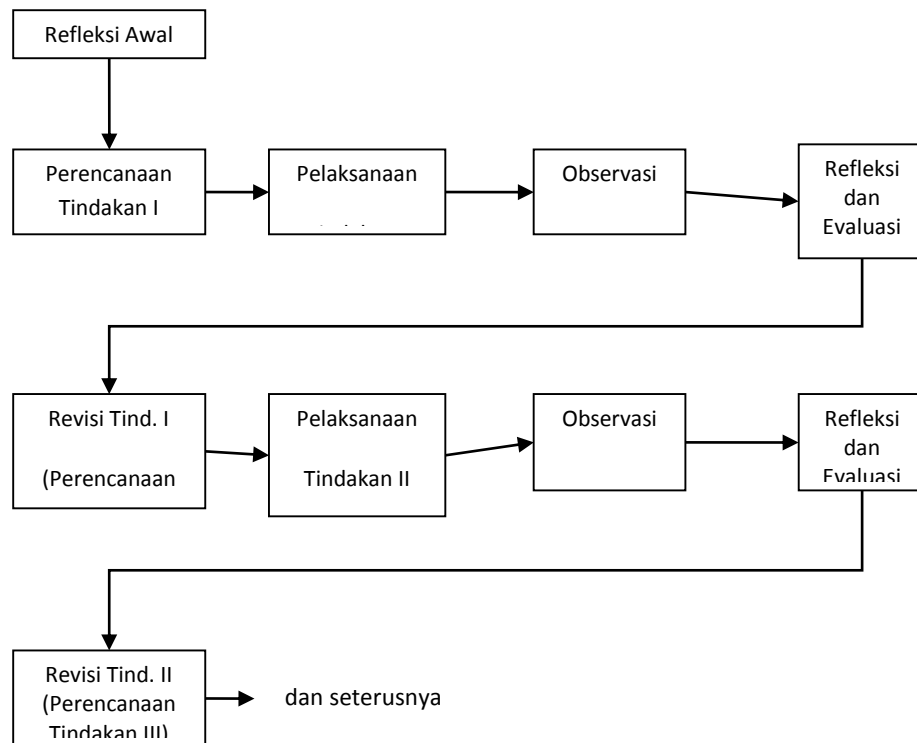 Refleksi Awal
Perencanaan
Tindakan I
Pelaksanaan
Observasi
Refleksi
dan
Evaluasi
Revisi Tind. I
(Perencanaan
Pelaksanaan
Tindakan II
Observasi
Refleksi
dan
Evaluasi
Revisi Tind. II
(Perencanaan
Tindakan III)
dan seterusnya